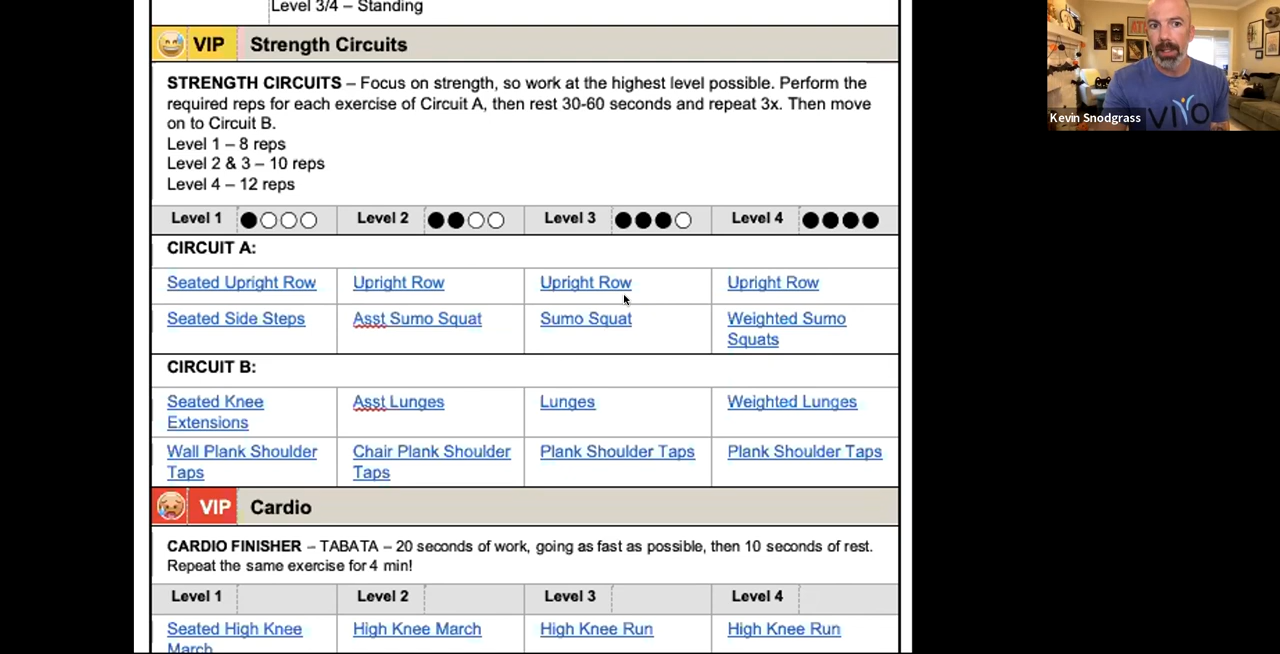 Level 3/4 – Standing
VIP Strength Circuits
STRENGTH CIRCUITS – Focus on strength, so work at the highest level possible. Perform the
required reps for each exercise of Circuit A, then rest 30-60 seconds and repeat 3x. Then move
on to Circuit B.
Level 1 – 8 reps
Level 2 & 3 – 10 reps
Level 4 – 12 reps
Level 1 Level 2 Level 3 Level 4
CIRCUIT A:
Seated Upright Row Upright Row Upright Row Upright Row
Seated Side Steps Asst Sumo Squat Sumo Squat Weighted Sumo
Squats
CIRCUIT B:
Seated Knee Asst Lunges Lunges Weighted Lunges
Extensions
Wall Plank Shoulder Chair Plank Shoulder Plank Shoulder Taps Plank Shoulder Taps
Taps Taps
VIP Cardio
CARDIO FINISHER – TABATA – 20 seconds of work, going as fast as possible, then 10 seconds of rest.
Repeat the same exercise for 4 min!
Level 1 Level 2 Level 3 Level 4
Seated High Knee High Knee March High Knee Run High Knee Run
March
Kevin Snodgrass
VIVO